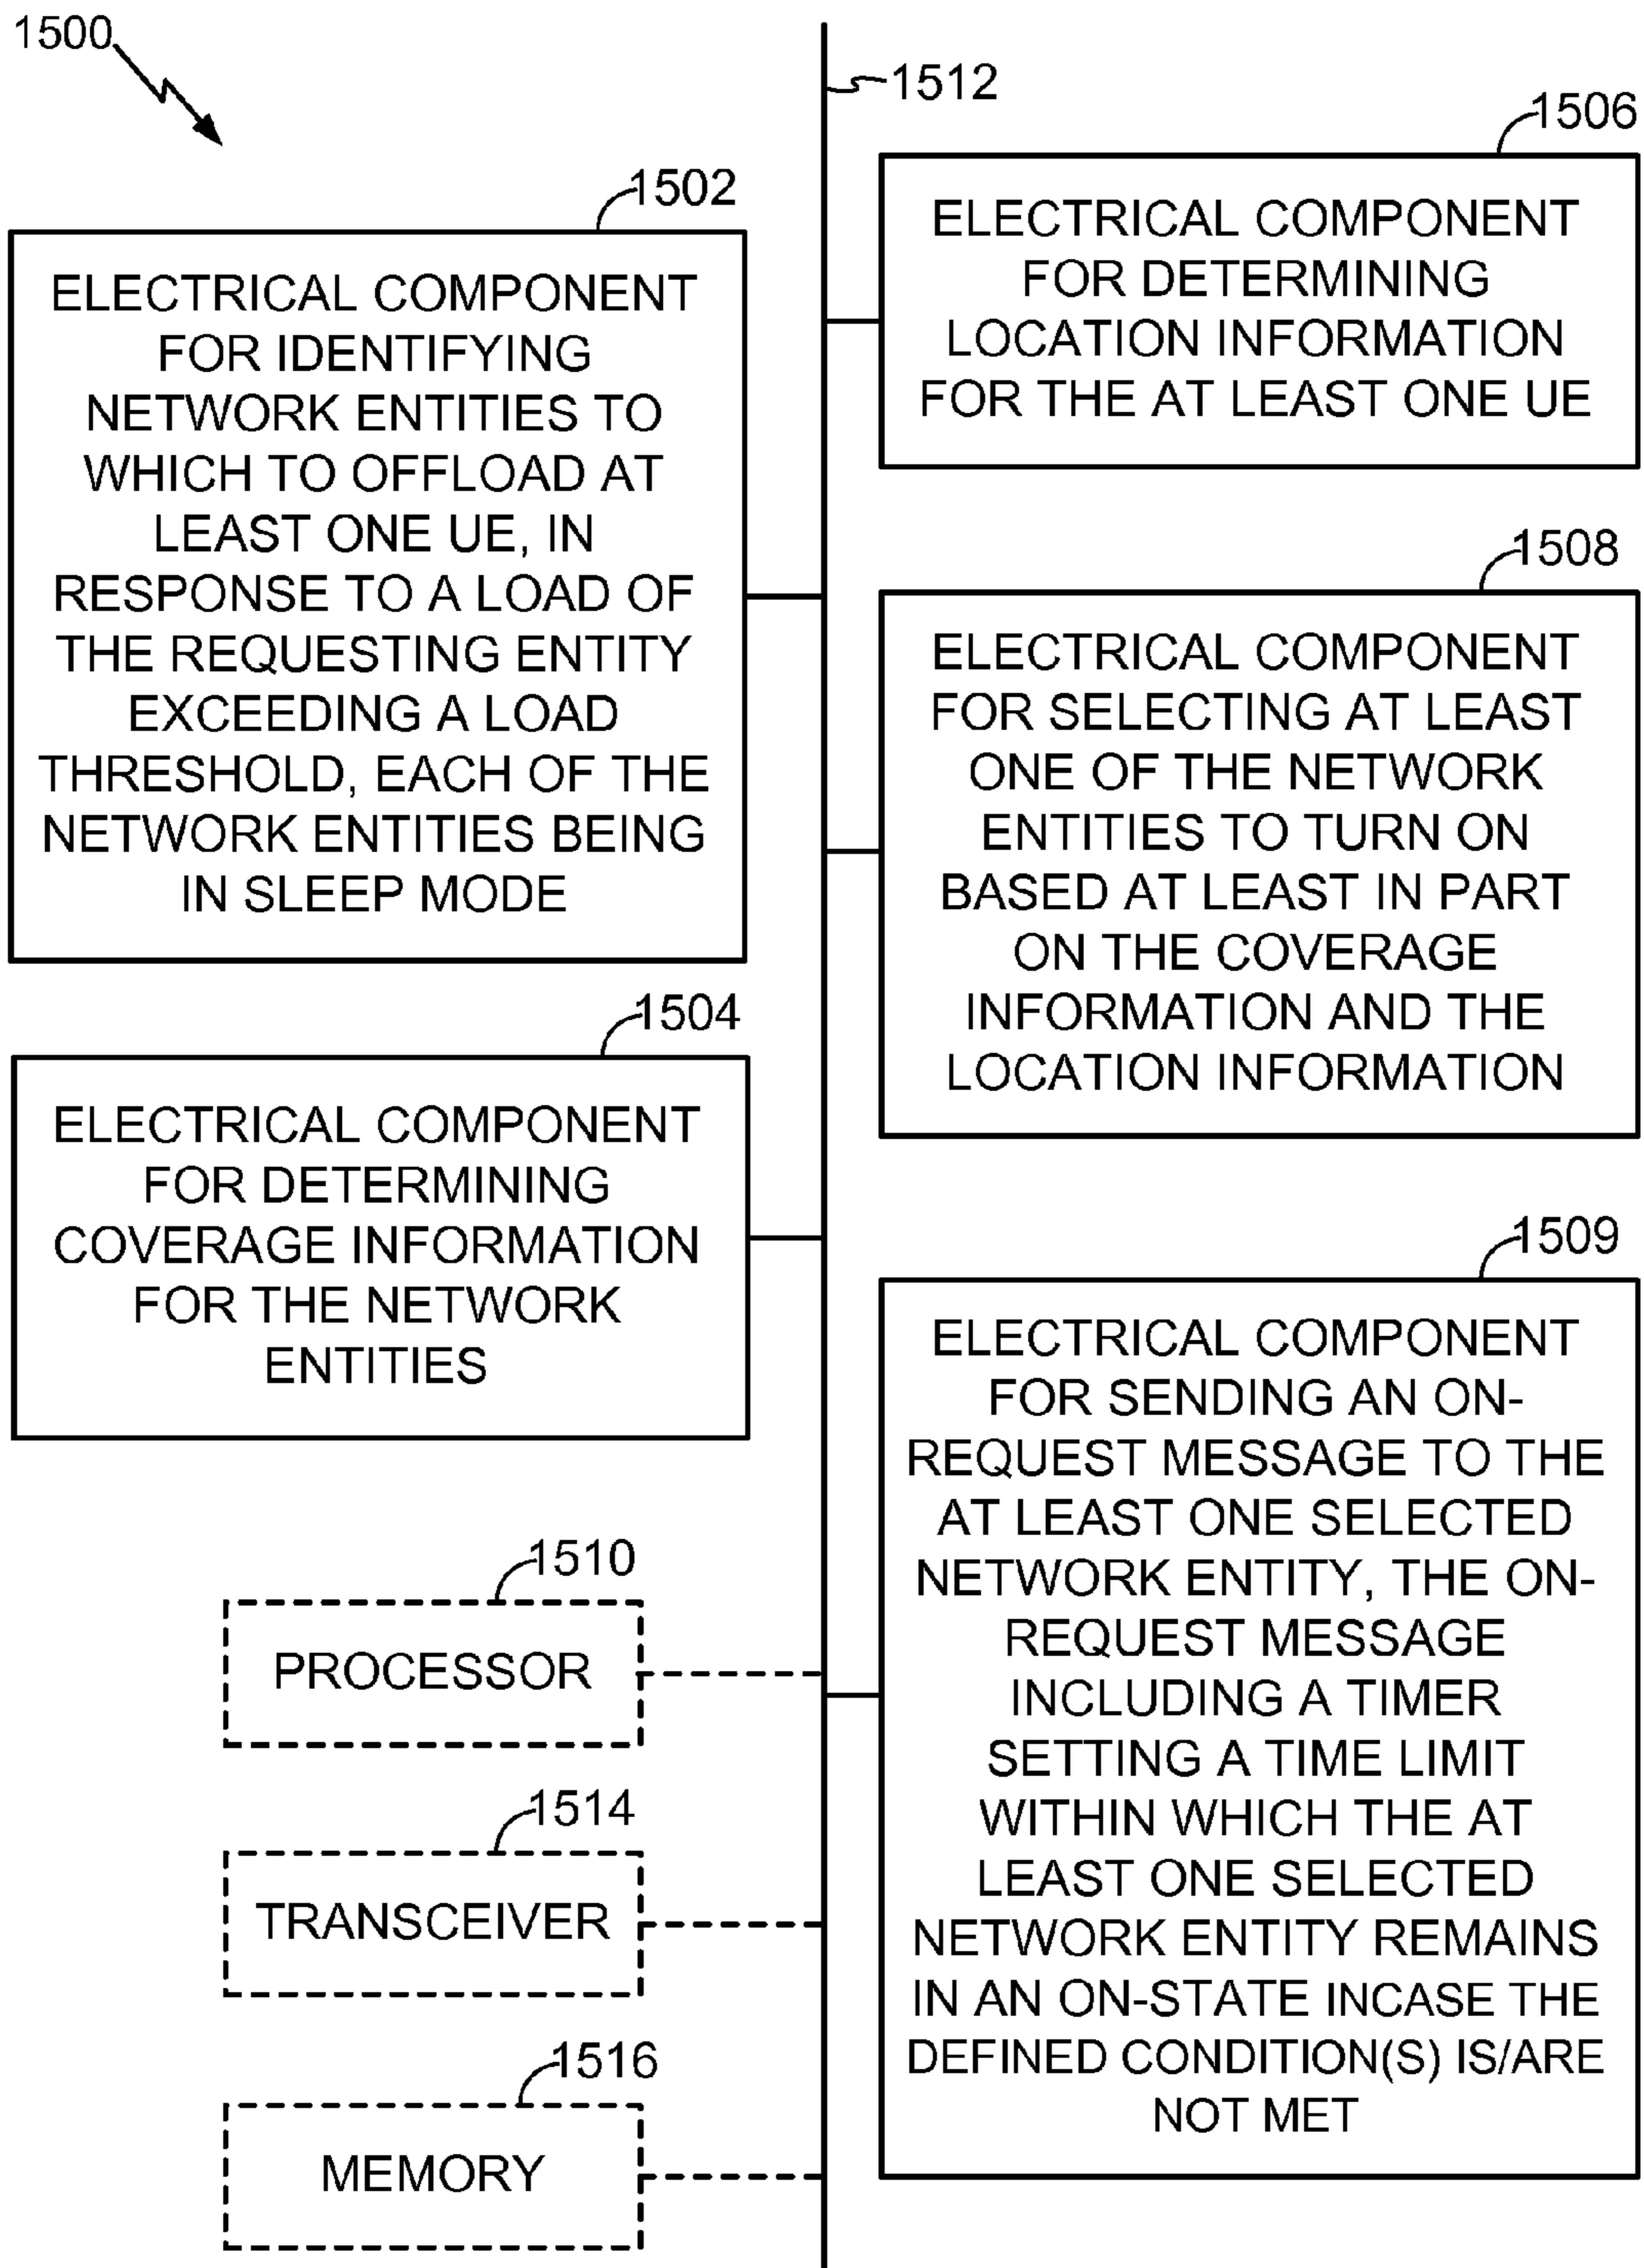 1500
1512
1502
ELECTRICAL COMPONENT
FOR IDENTIFYING
NETWORK ENTITIES TO
WHICH TO OFFLOAD AT
LEAST ONE UE, IN
RESPONSE TO A LOAD OF
THE REQUESTING ENTITY
EXCEEDING A LOAD
THRESHOLD, EACH OF THE
NETWORK ENTITIES BEING
IN SLEEP MODE
1504
ELECTRICAL COMPONENT
FOR DETERMINING
COVERAGE INFORMATION
FOR THE NETWORK
ENTITIES
1510
PROCESSOR
1514
TRANSCEIVER
1516
MEMORY
1506
ELECTRICAL COMPONENT
FOR DETERMINING
LOCATION INFORMATION
FOR THE AT LEAST ONE UE
1508
ELECTRICAL COMPONENT
FOR SELECTING AT LEAST
ONE OF THE NETWORK
ENTITIES TO TURN ON
BASED AT LEAST IN PART
ON THE COVERAGE
INFORMATION AND THE
LOCATION INFORMATION
1509
ELECTRICAL COMPONENT
FOR SENDING AN ON-
REQUEST MESSAGE TO THE
AT LEAST ONE SELECTED
NETWORK ENTITY, THE ON-
REQUEST MESSAGE
INCLUDING A TIMER
SETTING A TIME LIMIT
WITHIN WHICH THE AT
LEAST ONE SELECTED
NETWORK ENTITY REMAINS
IN AN ON-STATE INCASE THE
DEFINED CONDITION(S) IS/ARE
NOT MET